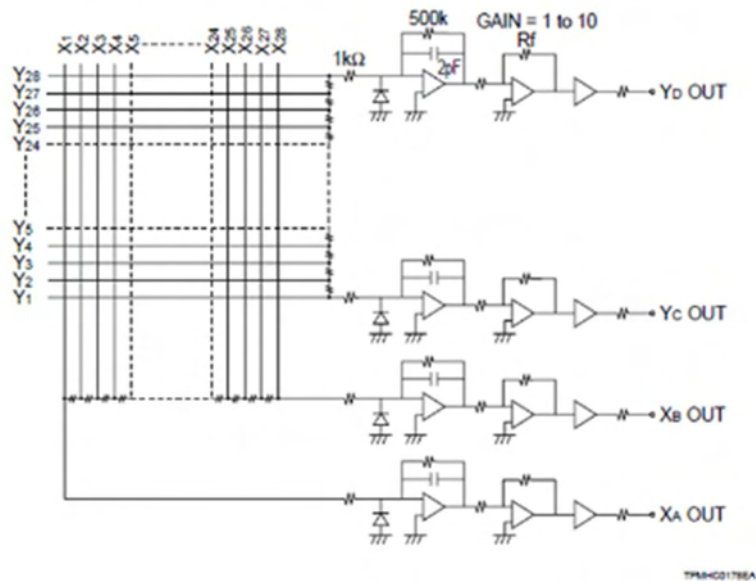 500k
GAIN = 1 to 10
X1 X2 X3 X4 X5 X24 X25 X26 X27 X28
1kΩ
Rf
2pF
Y28
Y27
Y26
Y25
Y24
YD OUT
Y5
Y4
Y3
Y2
Y1
YC OUT
XB OUT
XA OUT
TPMHC0178EA